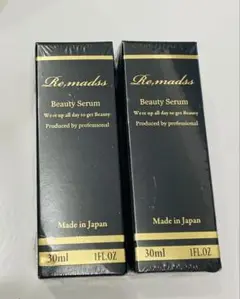 Re,madss
Beauty Serum
We it up all day to get Beauty
Produced by professional
Made in Japan
30ml 1FL.OZ
Re,madss
Beauty Serum
We it up all day to get Beauty
Produced by professional
Made in Japan
30ml 1FL.OZ